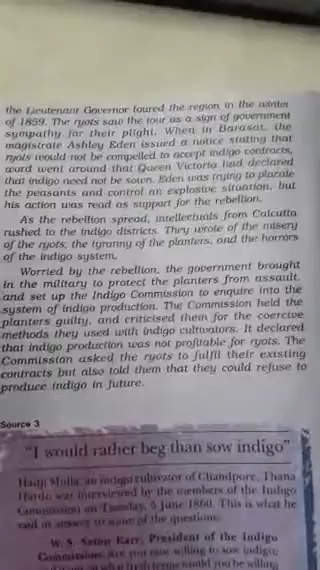 the Lieutenant Governor toured the region in the winter
of 1859. The ryots saw the tour as a sign of government
sympathy for their plight. When in Barasat, the
magistrate Ashley Eden issued a notice stating that
ryots would not be compelled to accept indigo contracts,
word went around that Queen Victoria had declared
that indigo need not be sown. Eden was trying to placate
the peasants and control an explosive situation, but
his action was read as support for the rebellion.
As the rebellion spread, intellectuals from Calcutta
rushed to the indigo districts. They wrote of the misery
of the ryots, the tyranny of the planters, and the horrors
of the indigo system.
Worried by the rebellion, the government brought
in the military to protect the planters from assault,
and set up the Indigo Commission to enquire into the
system of indigo production. The Commission held the
planters guilty, and criticised them for the coercive
methods they used with indigo cultivators. It declared
that indigo production was not profitable for ryots. The
Commission asked the ryots to fulfil their existing
contracts but also told them that they could refuse to
produce indigo in future.
Source 3
"I would rather beg than sow indigo"
Hadji Mulla, an indigo cultivator of Chandpore, Thana
Hardi, was interviewed by the members of the Indigo
Commission on Tuesday, 5 June 1860. This is what he
said in answer to some of the questions:
W. S. Seton Karr, President of the Indigo
Commission: Are you now willing to sow indigo;
would you be willing